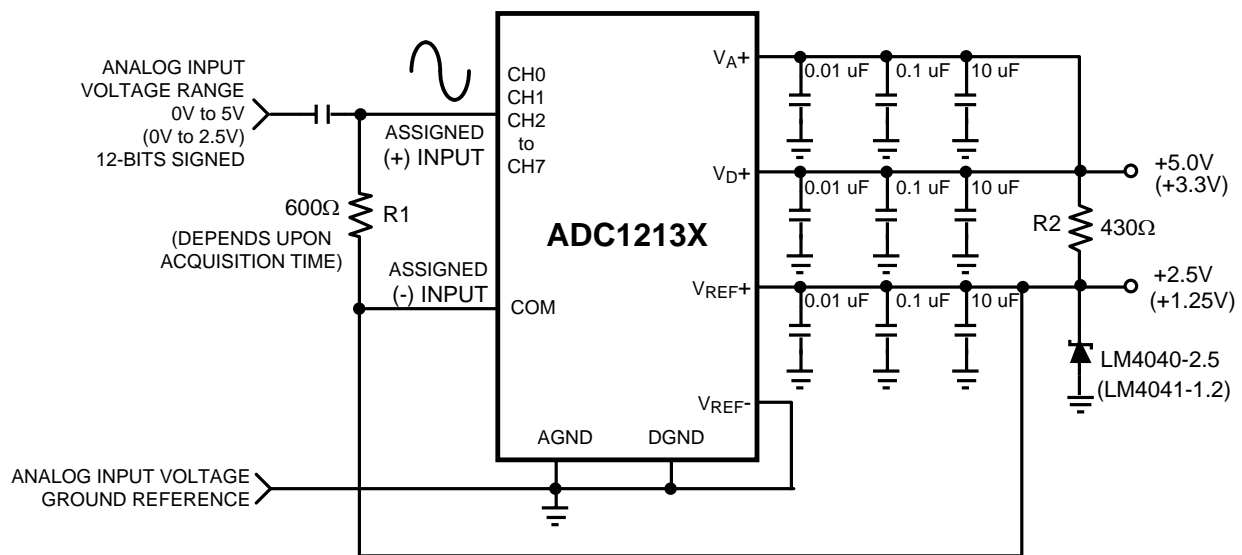 ANALOG INPUT
VOLTAGE RANGE
0V to 5V
(0V to 2.5V)
12-BITS SIGNED
ASSIGNED
(+) INPUT
600Ω
R1
(DEPENDS UPON
ACQUISITION TIME)
ASSIGNED
(-) INPUT
CH0
CH1
CH2
to
CH7
COM
ADC1213X
AGND
DGND
VA+
VD+
VREF+
VREF-
0.01 uF
0.1 uF
10 uF
0.01 uF
0.1 uF
10 uF
0.01 uF
0.1 uF
10 uF
+5.0V
(+3.3V)
R2
430Ω
+2.5V
(+1.25V)
LM4040-2.5
(LM4041-1.2)
ANALOG INPUT VOLTAGE
GROUND REFERENCE